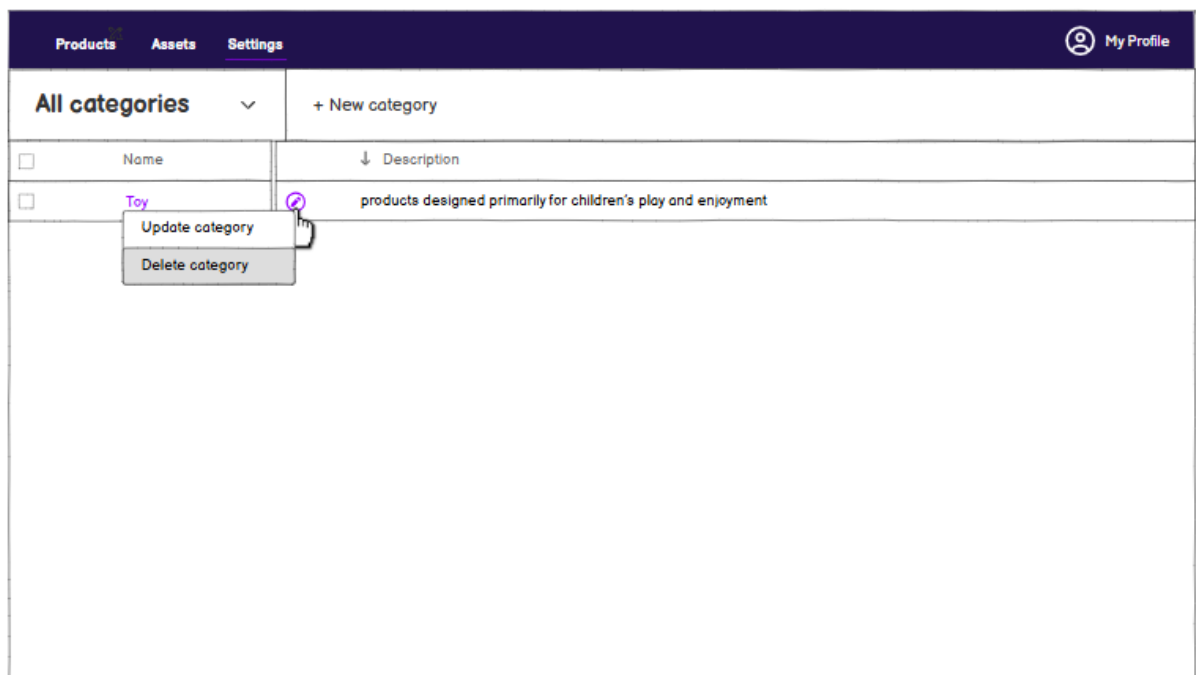 Products Assets Settings My Profile
All categories + New category
Name ↓ Description
Toy products designed primarily for children's play and enjoyment
Update category
Delete category